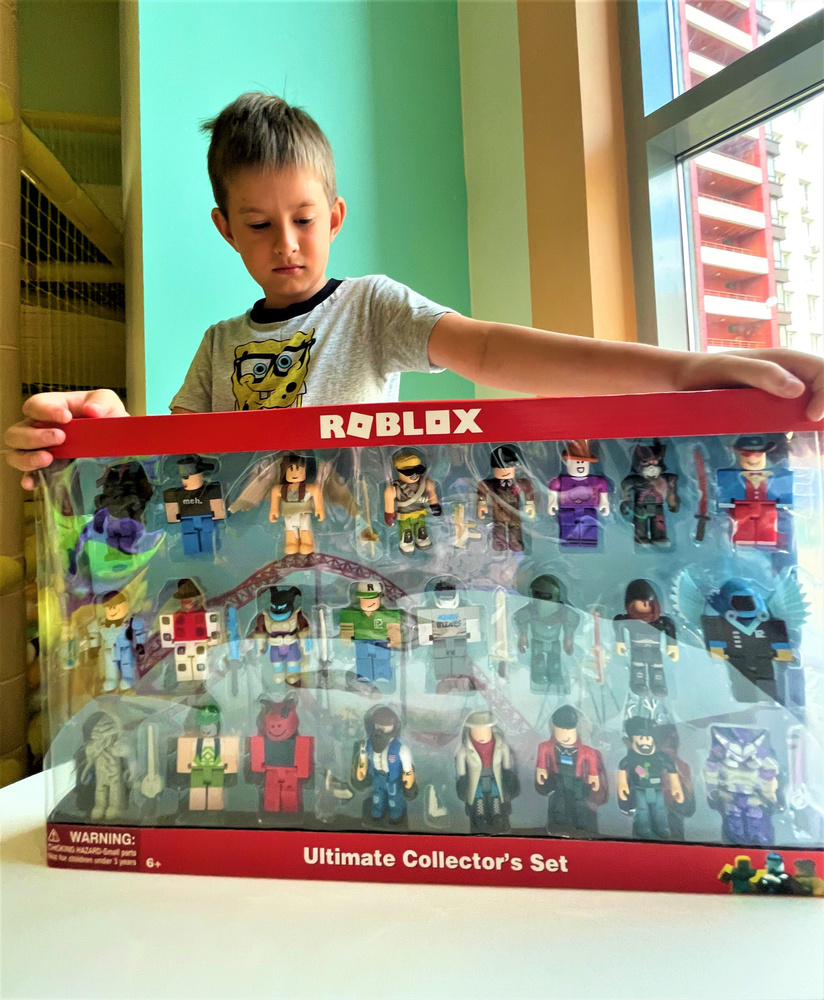 ROBLOX
meh.
R
WARNING:
CHOKING HAZARD-Small parts
Not for children under 3 years
6+
Ultimate Collector's Set